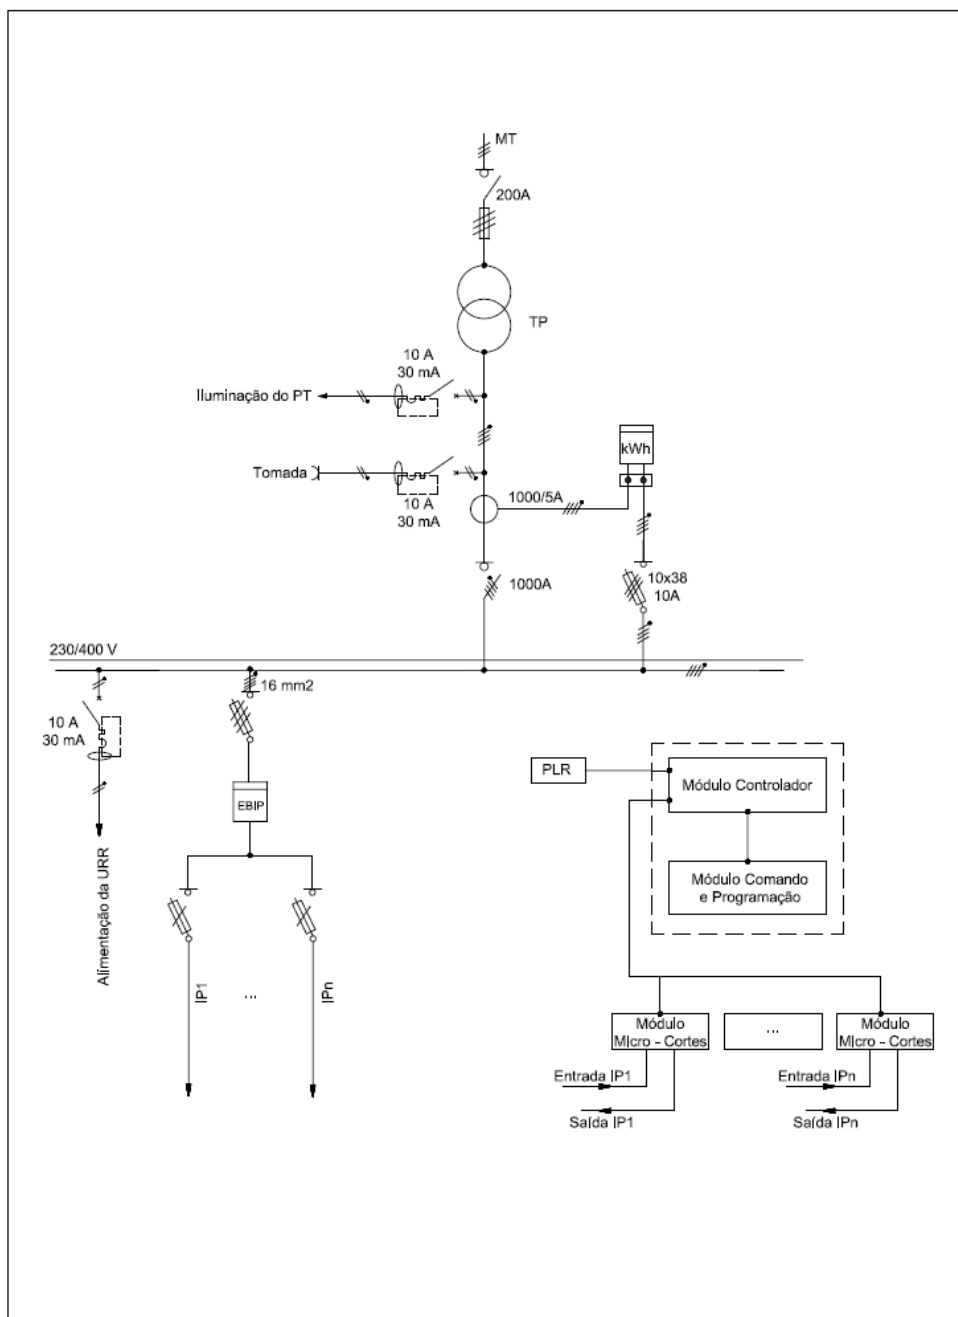 MT
200A
TP
10 A
30 mA
Iluminação do PT
kWh
Tomada
10 A
30 mA
1000/5A
1000A
10x38
10A
230/400 V
16 mm2
10 A
30 mA
EBIP
Alimentação da URR
IP1
...
IPn
PLR
Módulo Controlador
Módulo Comando
e Programação
Módulo
Micro - Cortes
...
Módulo
Micro - Cortes
Entrada IP1
Saída IP1
Entrada IPn
Saída IPn